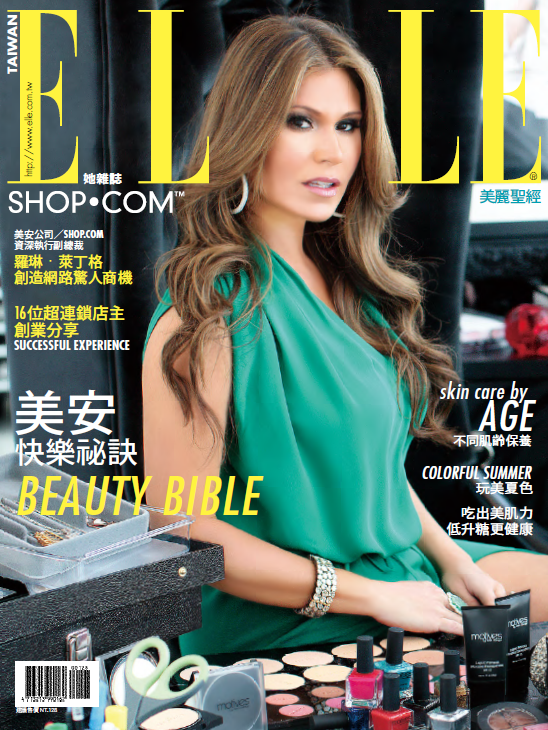 TAIWAN
ELLE
http://www.elle.com.tw
她雜誌
SHOP•COM™
美麗聖經
美安公司／SHOP.COM
資深執行副總裁
羅琳．萊丁格
創造網路驚人商機
16位超連鎖店主
創業分享
SUCCESSFUL EXPERIENCE
美安
快樂祕訣
BEAUTY BIBLE
skin care by
AGE
不同肌齡保養
COLORFUL SUMMER
玩美夏色
吃出美肌力
低升糖更健康
motives
motives
motives
00123